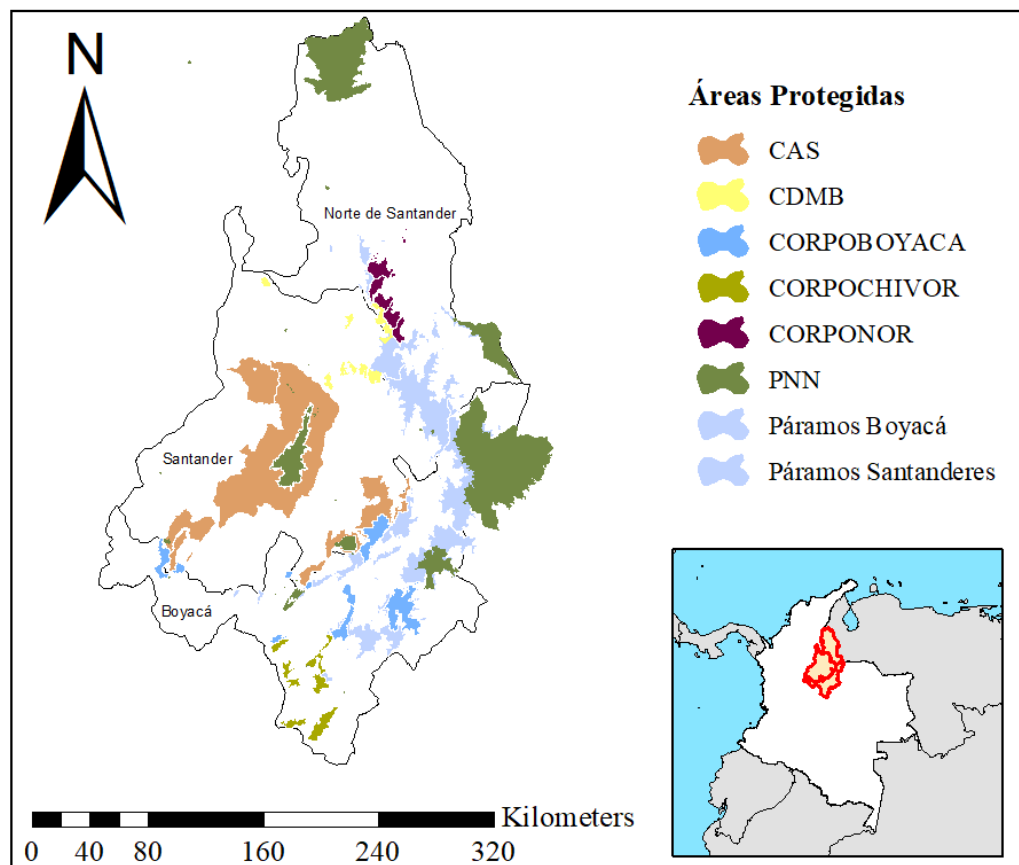 N
Norte de Santander
Santander
Boyacá
Áreas Protegidas
CAS
CDMB
CORPOBOYACA
CORPOCHIVOR
CORPONOR
PNN
Páramos Boyacá
Páramos Santanderes
Kilometers
0 40 80 160 240 320